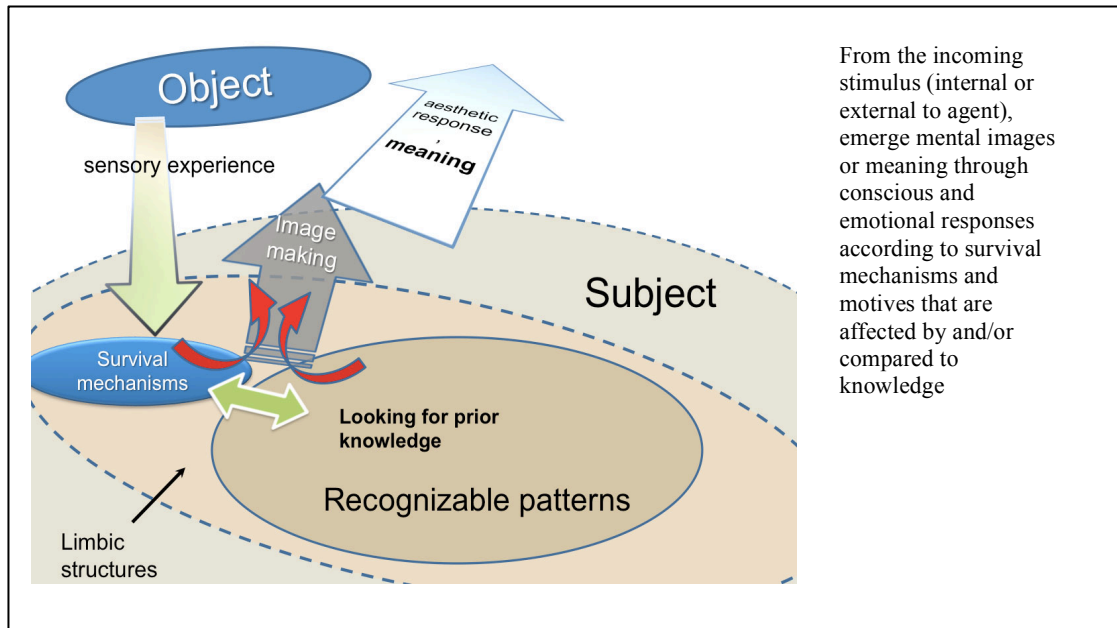 Object
sensory experience
aesthetic
response
,
meaning
Image
making
Subject
Survival
mechanisms
Looking for prior
knowledge
Recognizable patterns
Limbic
structures
From the incoming
stimulus (internal or
external to agent),
emerge mental images
or meaning through
conscious and
emotional responses
according to survival
mechanisms and
motives that are
affected by and/or
compared to
knowledge